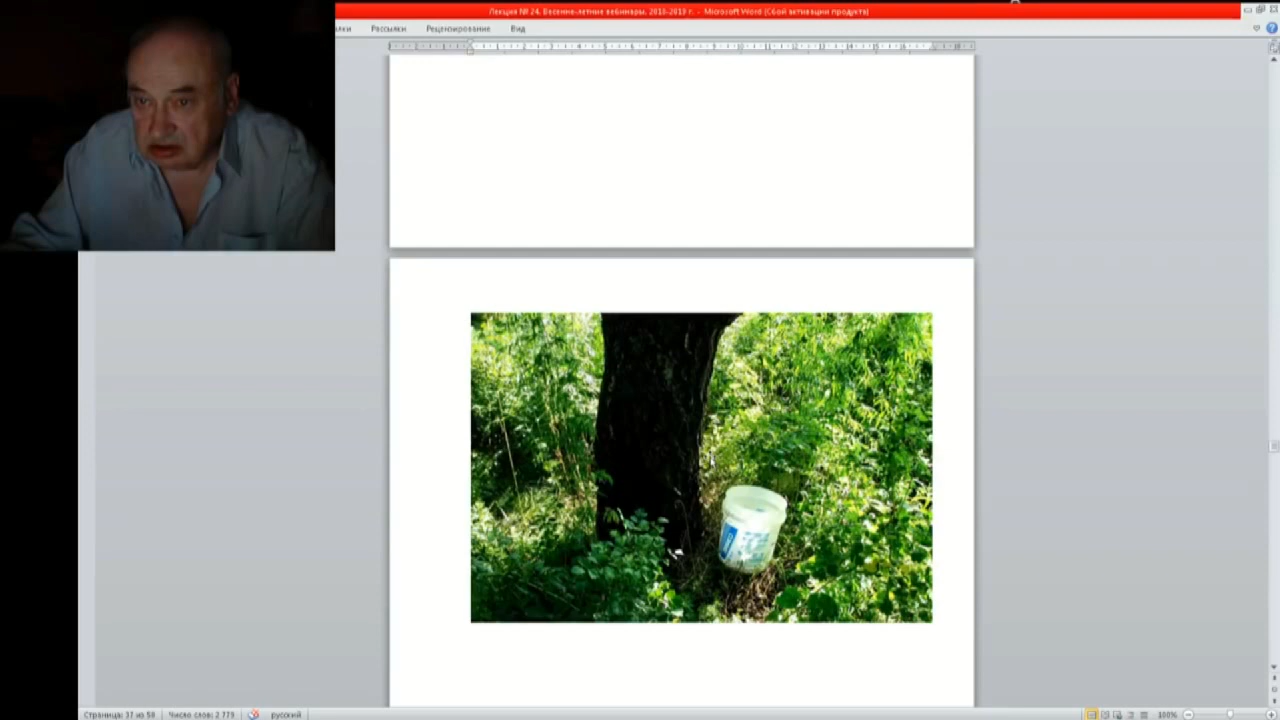 Лекция № 24. Весенне-летние вебинары. 2018-2019 г. - Microsoft Word (Сбой активации продукта)
Рассылки
Рецензирование
Вид
Страница: 37 из 58
Число слов: 2 779
русский
100%